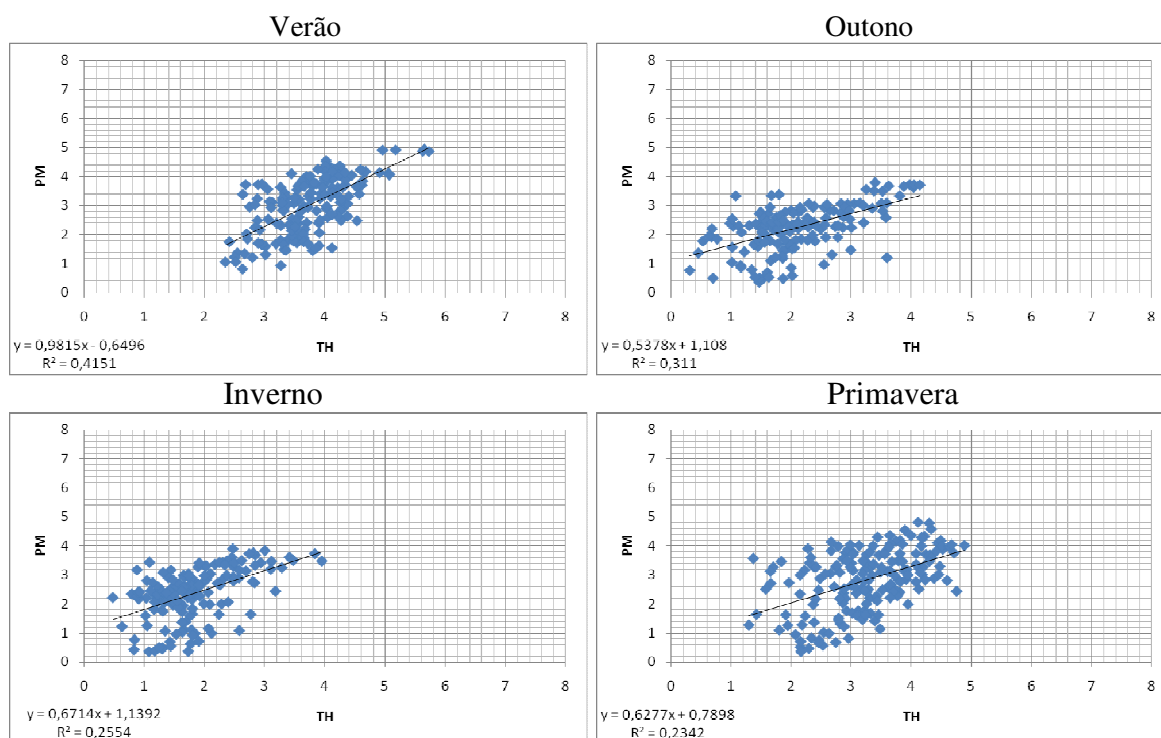 Verão
8
7
6
5
4
3
2
1
0
PM
0 1 2 3 4 5 6 7 8
TH
y = 0,9815x - 0,6496
R² = 0,4151
Outono
8
7
6
5
4
3
2
1
0
PM
0 1 2 3 4 5 6 7 8
TH
y = 0,5378x + 1,108
R² = 0,311
Inverno
8
7
6
5
4
3
2
1
0
PM
0 1 2 3 4 5 6 7 8
TH
y = 0,6714x + 1,1392
R² = 0,2554
Primavera
8
7
6
5
4
3
2
1
0
PM
0 1 2 3 4 5 6 7 8
TH
y = 0,6277x + 0,7898
R² = 0,2342